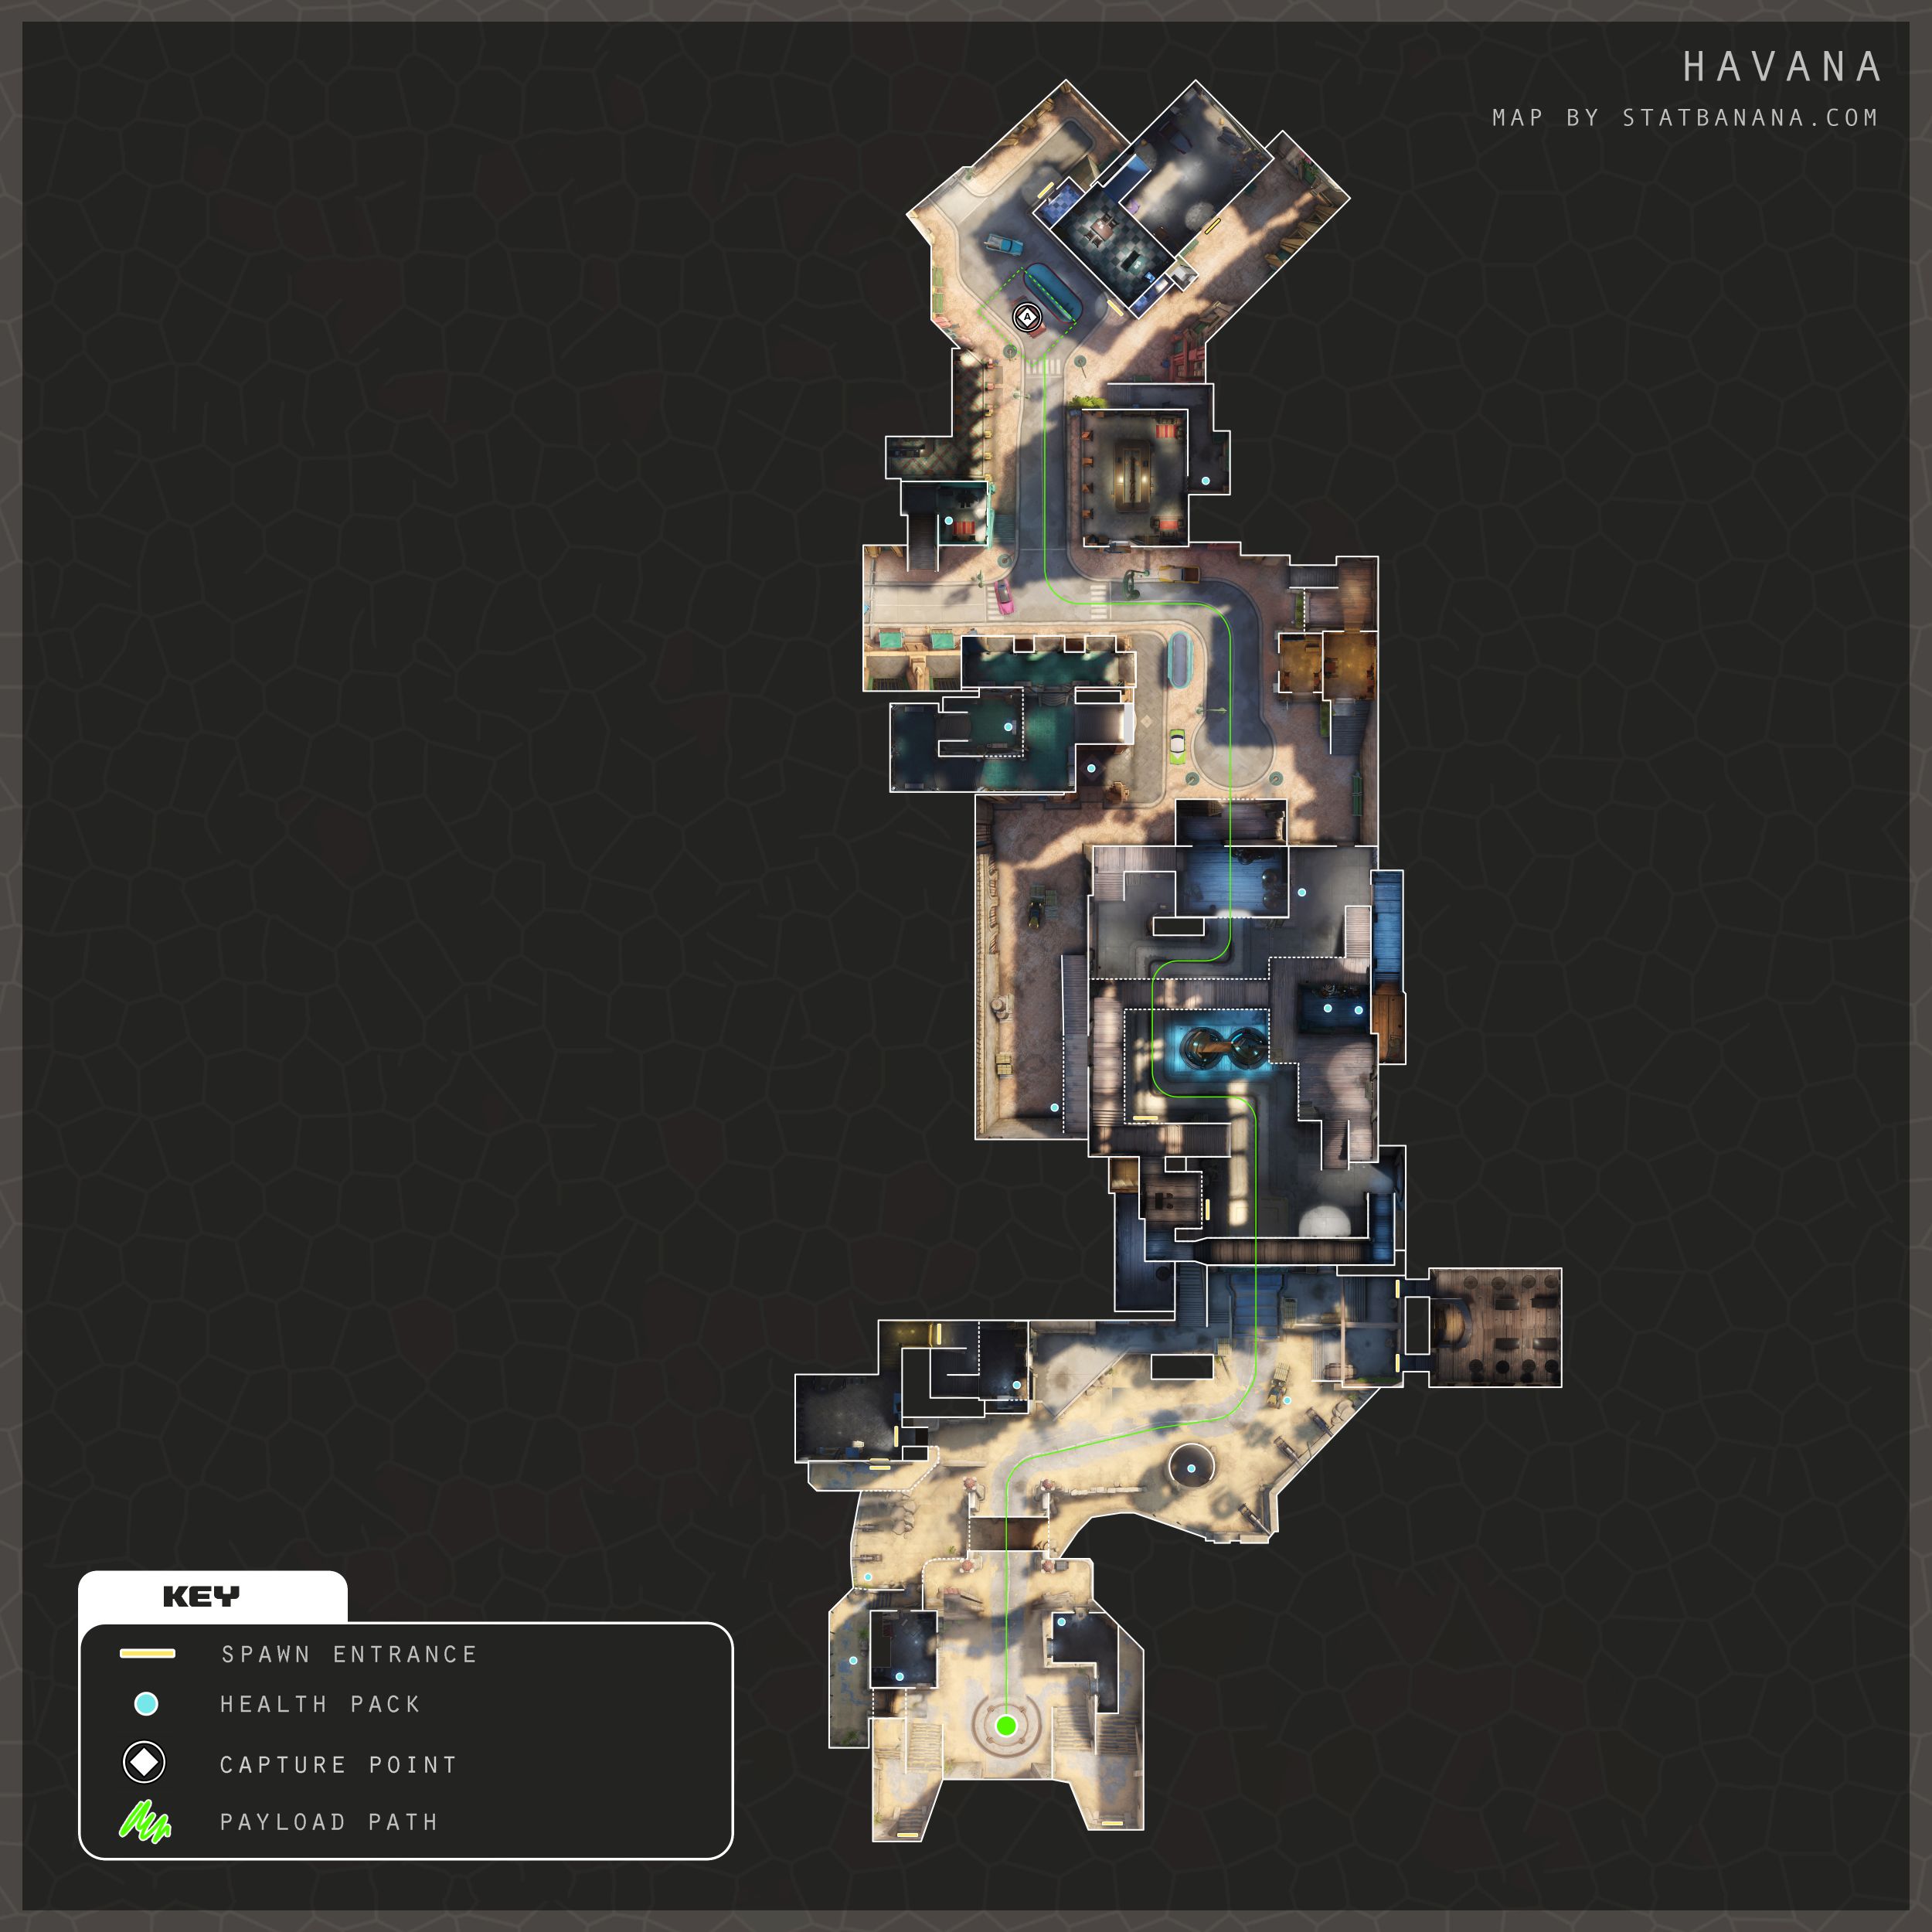 HAVANA
MAP BY STATBANANA.COM
A
KEY
SPAWN ENTRANCE
HEALTH PACK
CAPTURE POINT
PAYLOAD PATH